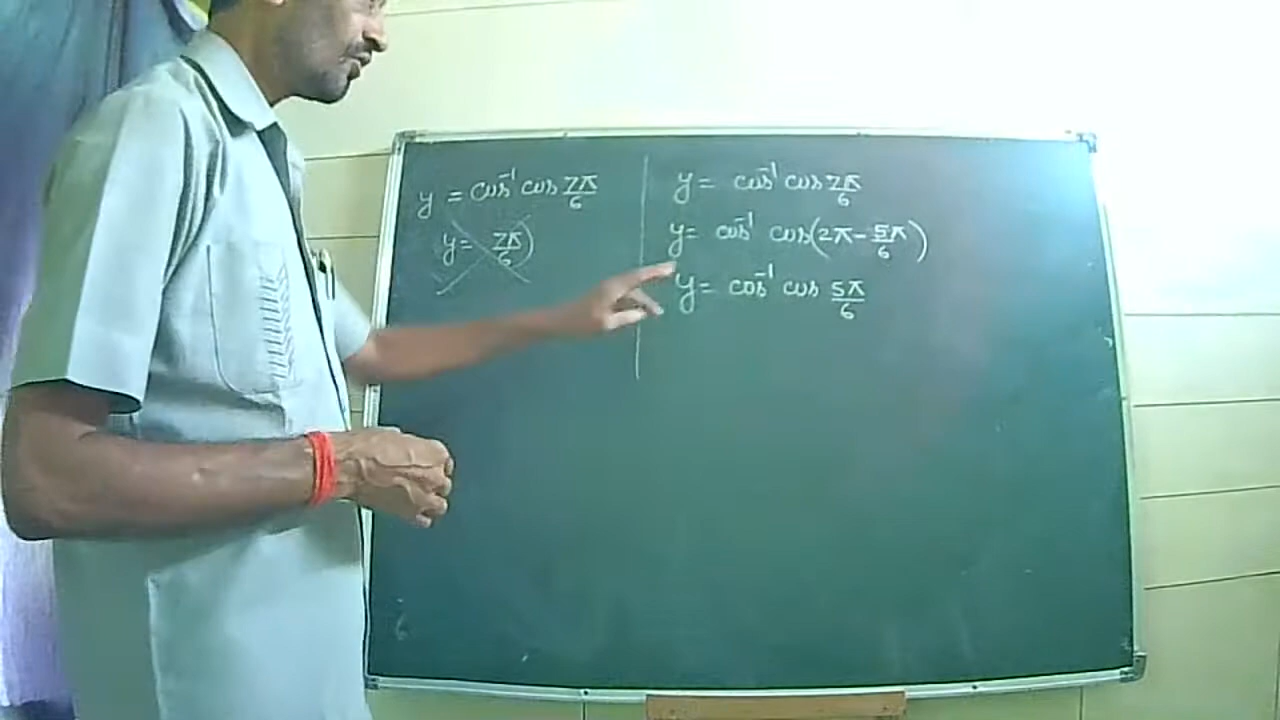 y = cos⁻¹ cos 7π/6
y = 7π/6)
y = cos⁻¹ cos 7π/6
y = cos⁻¹ cos(2π - 5π/6)
y = cos⁻¹ cos 5π/6